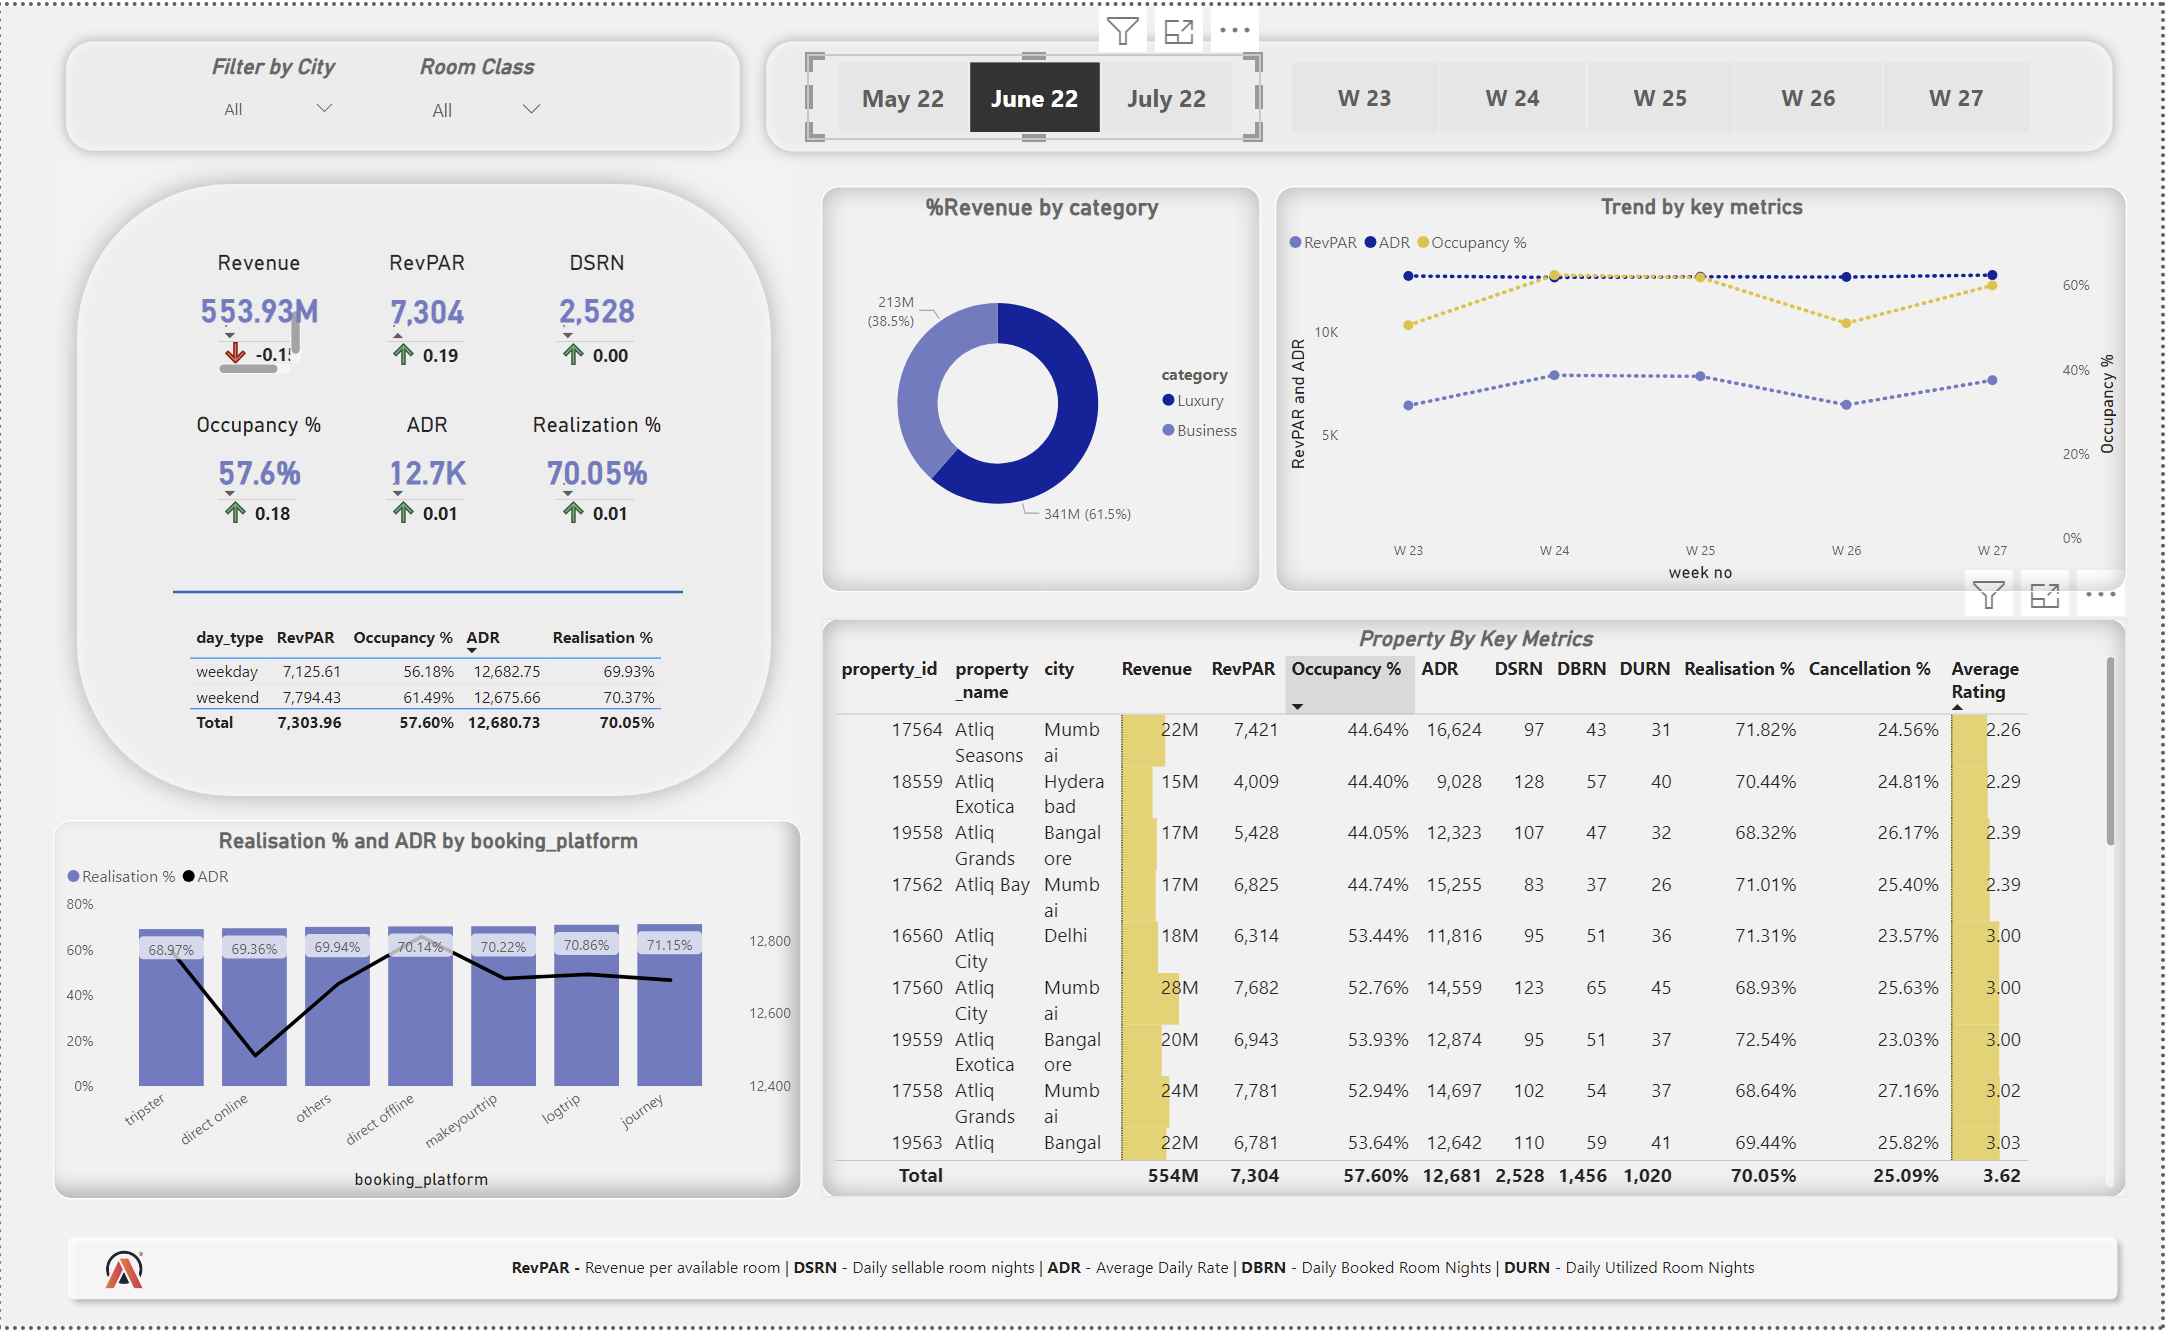 Filter by City
Room Class
All
All
May 22
June 22
July 22
W 23
W 24
W 25
W 26
W 27
Revenue
RevPAR
DSRN
553.93M
7,304
2,528
0.19
0.00
Occupancy %
ADR
Realization %
57.6%
12.7K
70.05%
0.18
0.01
0.01
day_type RevPAR Occupancy % ADR Realisation %
weekday 7,125.61 56.18% 12,682.75 69.93%
weekend 7,794.43 61.49% 12,675.66 70.37%
Total 7,303.96 57.60% 12,680.73 70.05%
%Revenue by category
213M
(38.5%)
341M (61.5%)
category
Luxury
Business
Trend by key metrics
RevPAR ADR Occupancy %
RevPAR and ADR
10K
5K
60%
40%
20%
0%
Occupancy %
W 23 W 24 W 25 W 26 W 27
week no
Realisation % and ADR by booking_platform
Realisation % ADR
80%
60%
40%
20%
0%
68.97% 69.36% 69.94% 70.14% 70.22% 70.86% 71.15%
12,800
12,600
12,400
tripster direct online others direct offline makeyourtrip logtrip journey
booking_platform
Property By Key Metrics
property_id property city Revenue RevPAR Occupancy % ADR DSRN DBRN DURN Realisation % Cancellation % Average
_name Rating
17564 Atliq Mumb 22M 7,421 44.64% 16,624 97 43 31 71.82% 24.56% 2.26
Seasons ai
18559 Atliq Hydera 15M 4,009 44.40% 9,028 128 57 40 70.44% 24.81% 2.29
Exotica bad
19558 Atliq Bangal 17M 5,428 44.05% 12,323 107 47 32 68.32% 26.17% 2.39
Grands ore
17562 Atliq Bay Mumb 17M 6,825 44.74% 15,255 83 37 26 71.01% 25.40% 2.39
ai
16560 Atliq Delhi 18M 6,314 53.44% 11,816 95 51 36 71.31% 23.57% 3.00
City
17560 Atliq Mumb 28M 7,682 52.76% 14,559 123 65 45 68.93% 25.63% 3.00
City ai
19559 Atliq Bangal 20M 6,943 53.93% 12,874 95 51 37 72.54% 23.03% 3.00
Exotica ore
17558 Atliq Mumb 24M 7,781 52.94% 14,697 102 54 37 68.64% 27.16% 3.02
Grands ai
19563 Atliq Bangal 22M 6,781 53.64% 12,642 110 59 41 69.44% 25.82% 3.03
Total 554M 7,304 57.60% 12,681 2,528 1,456 1,020 70.05% 25.09% 3.62
RevPAR - Revenue per available room | DSRN - Daily sellable room nights | ADR - Average Daily Rate | DBRN - Daily Booked Room Nights | DURN - Daily Utilized Room Nights